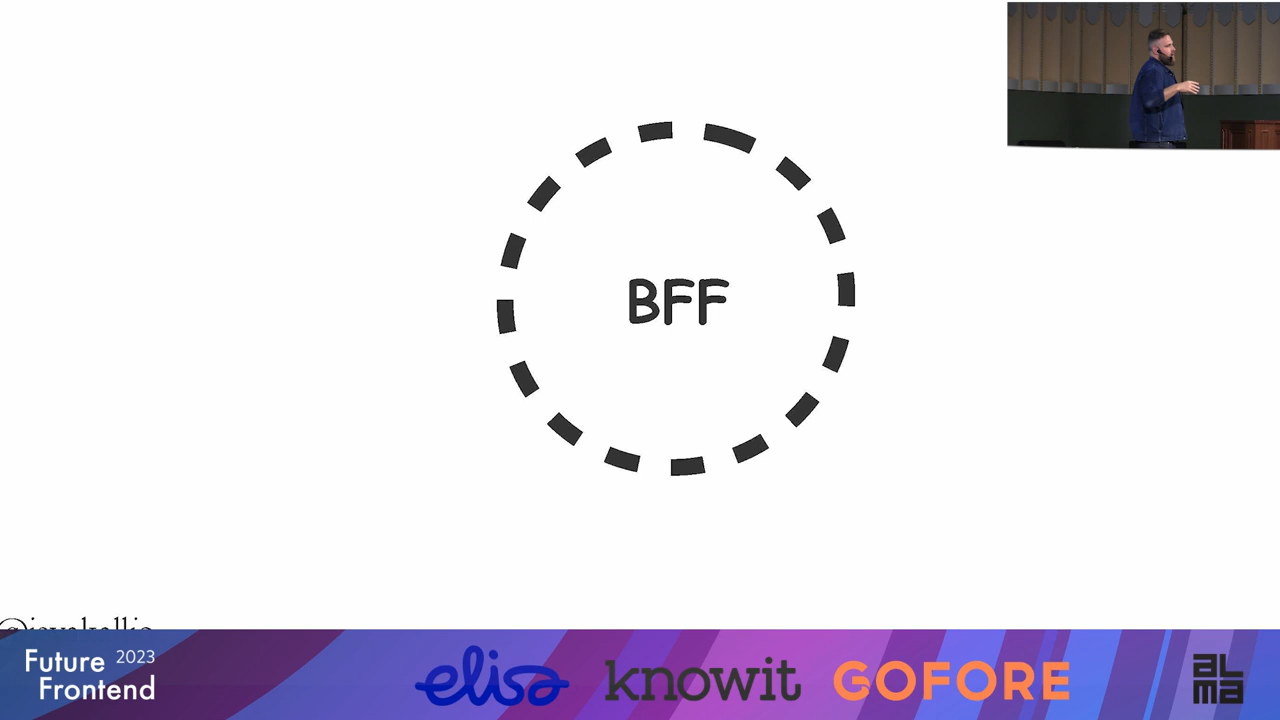 BFF
Future 2023
Frontend
elisa
knowit
GOFORE
ALMA